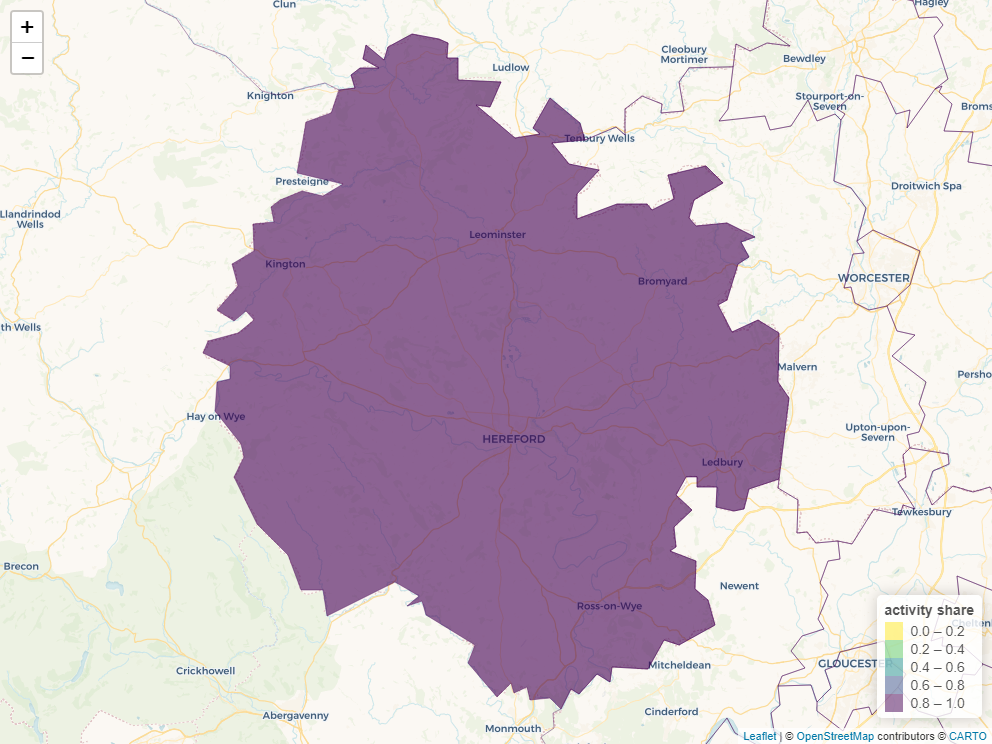 +
−
Clun
Hagley
Ludlow
Cleobury
Mortimer
Bewdley
Knighton
Stourport-on-
Severn
Broms
Tenbury Wells
Presteigne
Droitwich Spa
Llandrindod
Wells
Leominster
Kington
Bromyard
WORCESTER
th Wells
Malvern
Persho
Hay on Wye
Upton-upon-
Severn
HEREFORD
Ledbury
Tewkesbury
Brecon
Newent
Ross-on-Wye
activity share
0.0 – 0.2
Chelten
0.2 – 0.4
0.4 – 0.6
0.6 – 0.8
0.8 – 1.0
Crickhowell
Mitcheldean
GLOUCESTER
Abergavenny
Cinderford
Monmouth
Leaflet | © OpenStreetMap contributors © CARTO